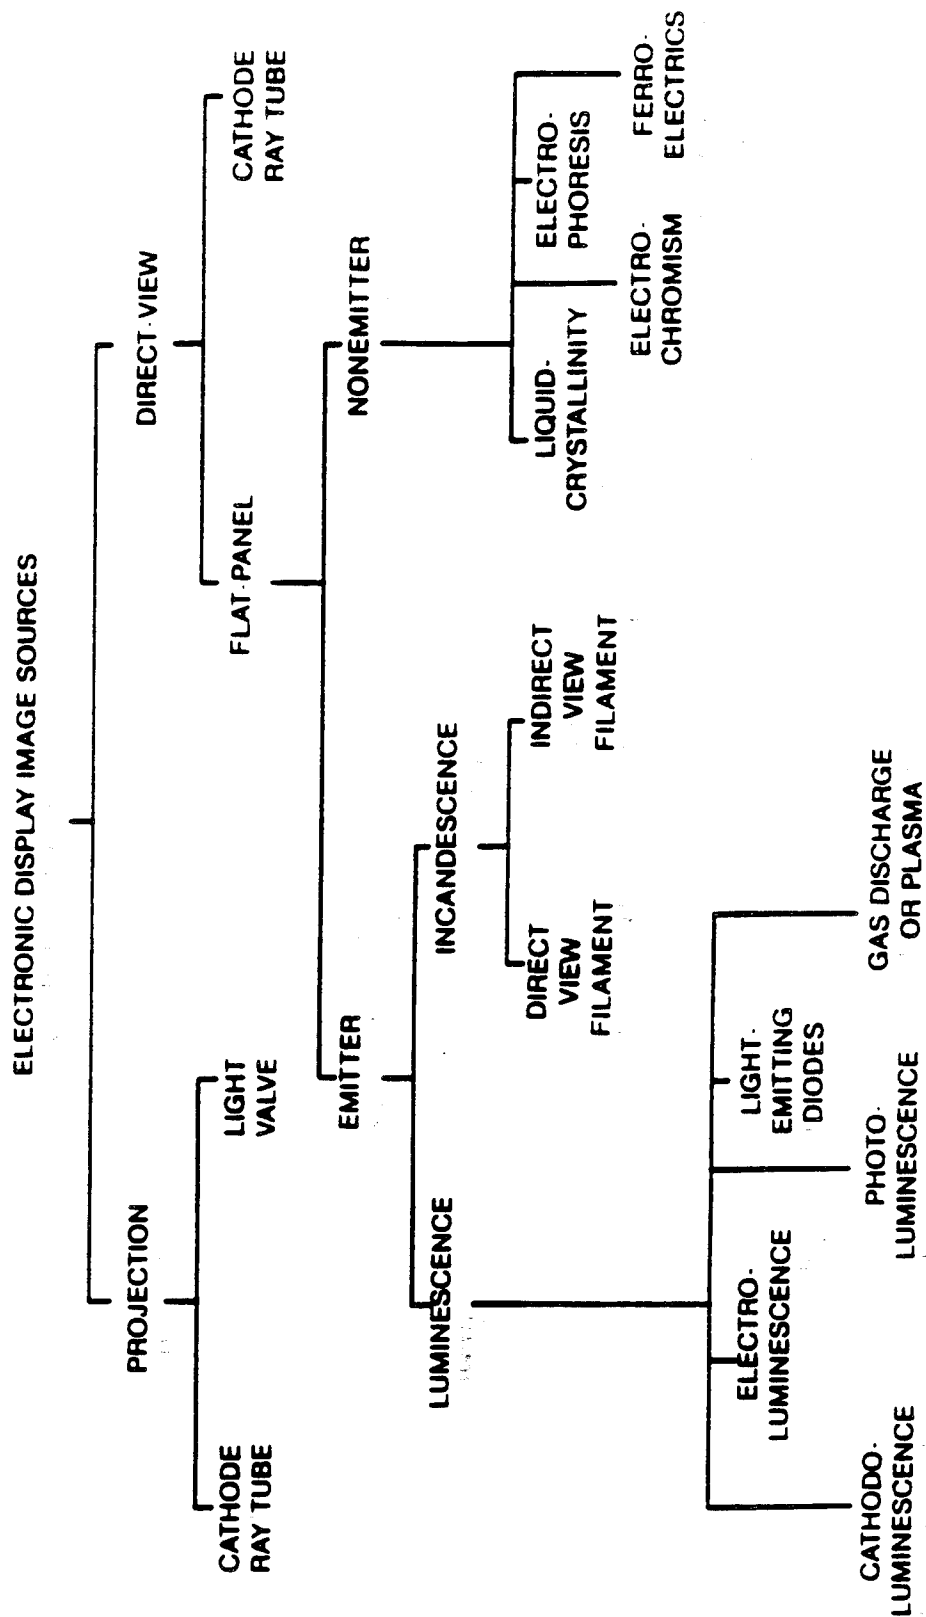 ELECTRONIC DISPLAY IMAGE SOURCES
PROJECTION
DIRECT-VIEW
CATHODE
RAY TUBE
LIGHT
VALVE
FLAT-PANEL
CATHODE
RAY TUBE
EMITTER
NONEMITTER
LUMINESCENCE
INCANDESCENCE
DIRECT
VIEW
FILAMENT
INDIRECT
VIEW
FILAMENT
LIQUID-
CRYSTALLINITY
ELECTRO-
PHORESIS
ELECTRO-
CHROMISM
FERRO-
ELECTRICS
ELECTRO-
LUMINESCENCE
LIGHT-
EMITTING
DIODES
CATHODO-
LUMINESCENCE
PHOTO-
LUMINESCENCE
GAS DISCHARGE
OR PLASMA